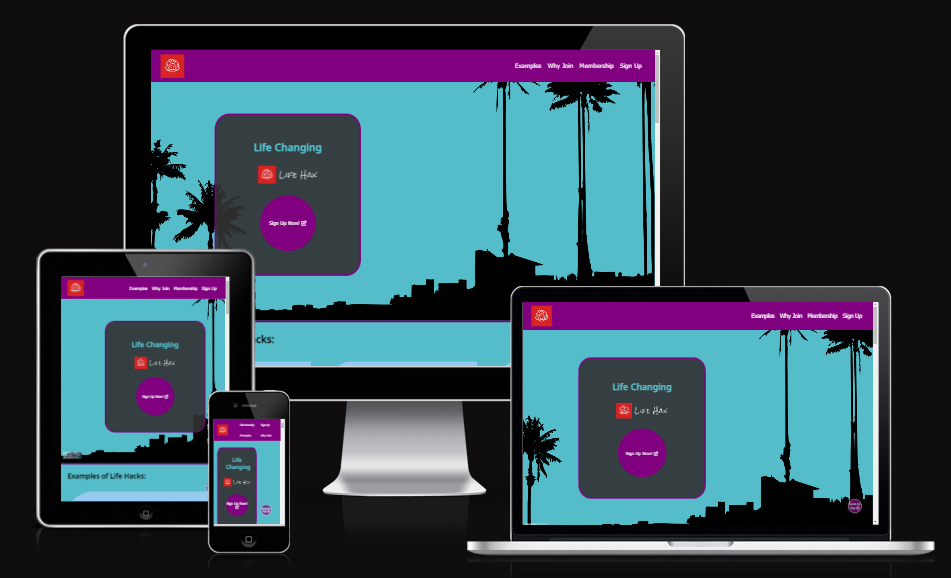 Examples Why Join Membership Sign Up
Life Changing
Life Hax
Sign Up Now!
cks:
Examples Why Join Membership Sign Up
Life Changing
Life Hax
Sign Up Now!
Examples of Life Hacks:
Membership Sign Up
Examples Why Join
Life
Changing
Life Hax
Sign Up Now!
Examples Why Join Membership Sign Up
Life Changing
Life Hax
Sign Up Now!